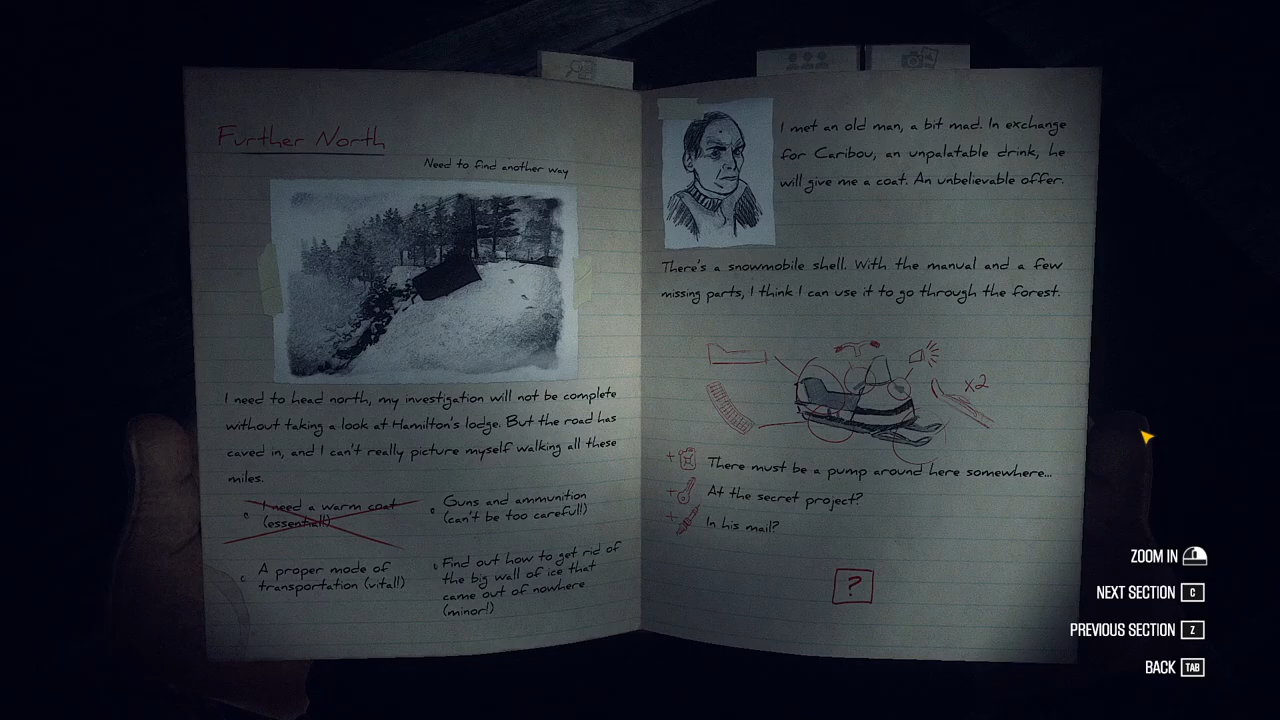 Further North
Need to find another way
I need to head north, my investigation will not be complete
without taking a look at Hamilton's lodge. But the road has
caved in, and I can't really picture myself walking all these
miles.
I need a warm coat
(essential!)
A proper mode of
transportation (vital!)
Guns and ammunition
(can't be too careful!)
Find out how to get rid of
the big wall of ice that
came out of nowhere
(minor!)
I met an old man, a bit mad. In exchange
for Caribou, an unpalatable drink, he
will give me a coat. An unbelievable offer.
There's a snowmobile shell. With the manual and a few
missing parts, I think I can use it to go through the forest.
x2
+
There must be a pump around here somewhere...
+
At the secret project?
+
In his mail?
?
ZOOM IN
NEXT SECTION C
PREVIOUS SECTION Z
BACK TAB